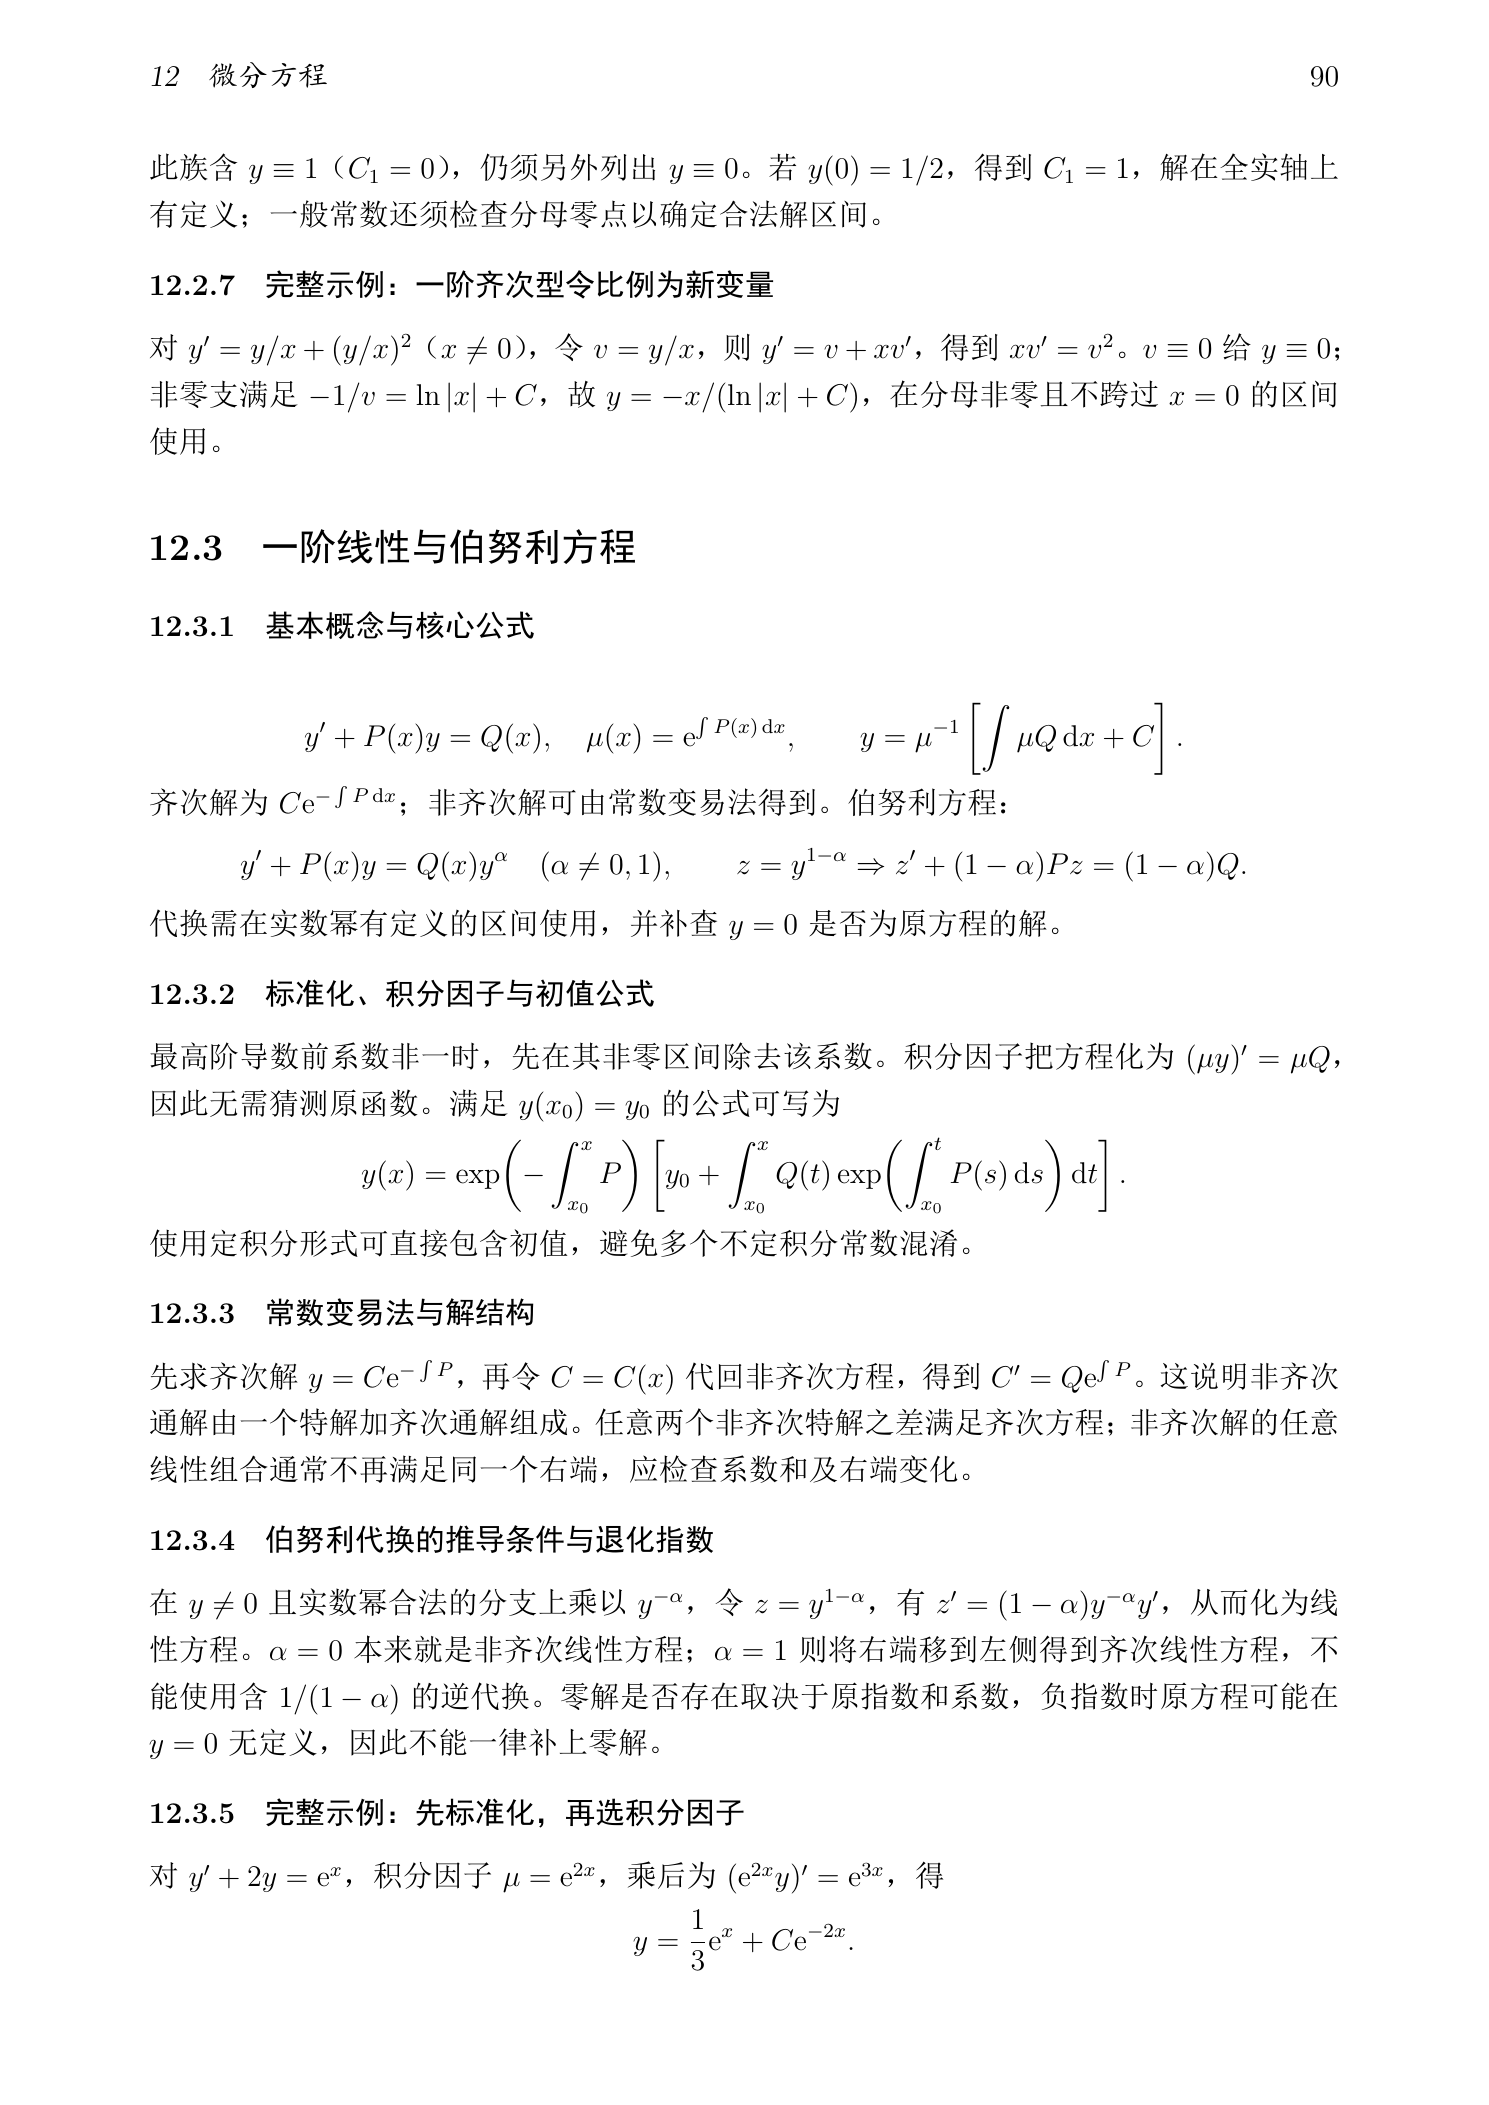 12 微分方程 90
此族含 y ≡ 1（C₁ = 0），仍须另外列出 y ≡ 0。若 y(0) = 1/2，得到 C₁ = 1，解在全实轴上
有定义；一般常数还须检查分母零点以确定合法解区间。
12.2.7 完整示例：一阶齐次型令比例为新变量
对 y′ = y/x + (y/x)²（x ≠ 0），令 v = y/x，则 y′ = v + xv′，得到 xv′ = v²。v ≡ 0 给 y ≡ 0；
非零支满足 −1/v = ln |x| + C，故 y = −x/(ln |x| + C)，在分母非零且不跨过 x = 0 的区间
使用。
12.3 一阶线性与伯努利方程
12.3.1 基本概念与核心公式
y′ + P(x)y = Q(x), μ(x) = e^{∫ P(x) dx}, y = μ⁻¹ [∫ μQ dx + C] .
齐次解为 Ce^{−∫ P dx}；非齐次解可由常数变易法得到。伯努利方程：
y′ + P(x)y = Q(x)y^α (α ≠ 0, 1), z = y^{1−α} ⇒ z′ + (1 − α)Pz = (1 − α)Q.
代换需在实数幂有定义的区间使用，并补查 y = 0 是否为原方程的解。
12.3.2 标准化、积分因子与初值公式
最高阶导数前系数非一时，先在其非零区间除去该系数。积分因子把方程化为 (μy)′ = μQ，
因此无需猜测原函数。满足 y(x₀) = y₀ 的公式可写为
y(x) = exp(−∫_{x₀}^{x} P) [y₀ + ∫_{x₀}^{x} Q(t) exp(∫_{x₀}^{t} P(s) ds) dt] .
使用定积分形式可直接包含初值，避免多个不定积分常数混淆。
12.3.3 常数变易法与解结构
先求齐次解 y = Ce^{−∫ P}，再令 C = C(x) 代回非齐次方程，得到 C′ = Qe^{∫ P}。这说明非齐次
通解由一个特解加齐次通解组成。任意两个非齐次特解之差满足齐次方程；非齐次解的任意
线性组合通常不再满足同一个右端，应检查系数和及右端变化。
12.3.4 伯努利代换的推导条件与退化指数
在 y ≠ 0 且实数幂合法的分支上乘以 y^{−α}，令 z = y^{1−α}，有 z′ = (1 − α)y^{−α}y′，从而化为线
性方程。α = 0 本来就是非齐次线性方程；α = 1 则将右端移到左侧得到齐次线性方程，不
能使用含 1/(1 − α) 的逆代换。零解是否存在取决于原指数和系数，负指数时原方程可能在
y = 0 无定义，因此不能一律补上零解。
12.3.5 完整示例：先标准化，再选积分因子
对 y′ + 2y = e^x，积分因子 μ = e^{2x}，乘后为 (e^{2x}y)′ = e^{3x}，得
y = \frac{1}{3}e^x + Ce^{−2x}.